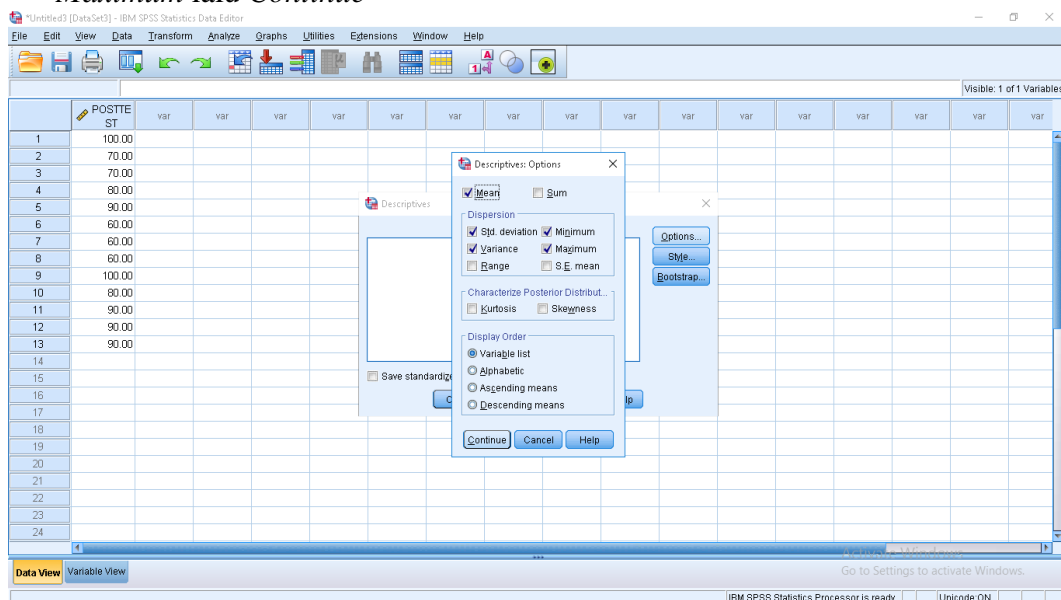 *Untitled3 [DataSet3] - IBM SPSS Statistics Data Editor
File Edit View Data Transform Analyze Graphs Utilities Extensions Window Help
Visible: 1 of 1 Variables
POSTTE
ST
var var var var var var var var var var var var var var var var
1 100.00
2 70.00
3 70.00
4 80.00
5 90.00
6 60.00
7 60.00
8 60.00
9 100.00
10 80.00
11 90.00
12 90.00
13 90.00
14
15
16
17
18
19
20
21
22
23
24
Descriptives
Options...
Style...
Bootstrap...
Descriptives: Options
Mean Sum
Dispersion
Std. deviation Minimum
Variance Maximum
Range S.E. mean
Characterize Posterior Distribut...
Kurtosis Skewness
Display Order
Variable list
Alphabetic
Ascending means
Descending means
Continue Cancel Help
Data View Variable View
Go to Settings to activate Windows.
IBM SPSS Statistics Processor is ready Unicode:ON